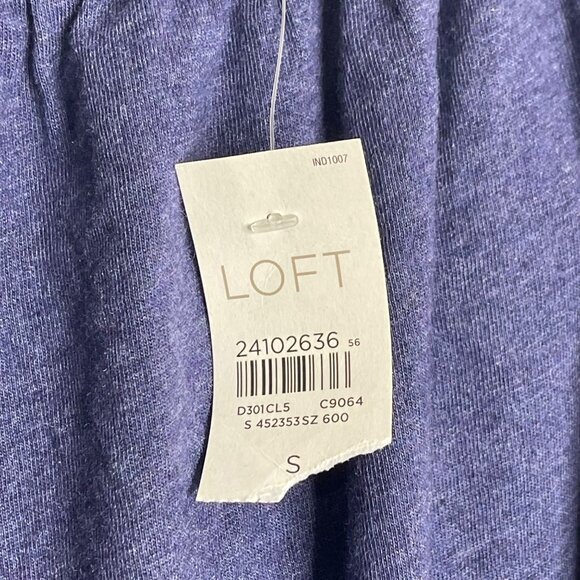 IND1007
LOFT
24102636 56
D301CL5 C9064
S 452353SZ 600
S